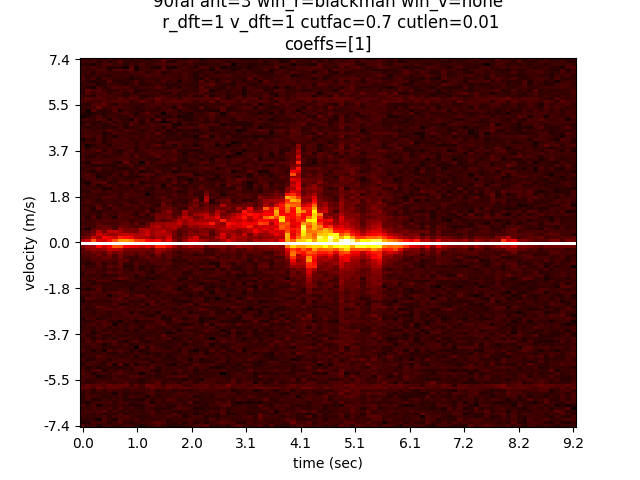 90fal ant=3 win_r=blackman win_v=none
r_dft=1 v_dft=1 cutfac=0.7 cutlen=0.01
coeffs=[1]
7.4
5.5
3.7
1.8
0.0
-1.8
-3.7
-5.5
-7.4
velocity (m/s)
0.0 1.0 2.0 3.1 4.1 5.1 6.1 7.2 8.2 9.2
time (sec)